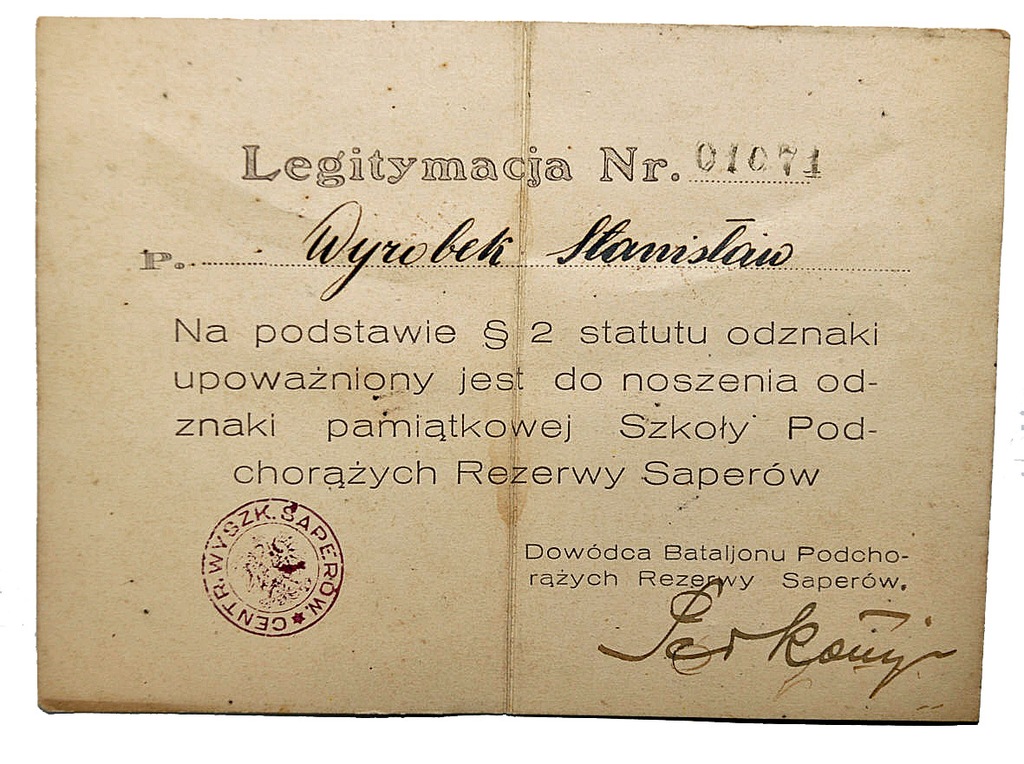 Legitymacja Nr. 01071
P. Wyrobek Stanisław
Na podstawie § 2 statutu odznaki
upoważniony jest do noszenia od-
znaki pamiątkowej Szkoły Pod-
chorążych Rezerwy Saperów
CENTR. WYSZK. SAPERÓW.
Dowódca Bataljonu Podcho-
rążych Rezerwy Saperów.